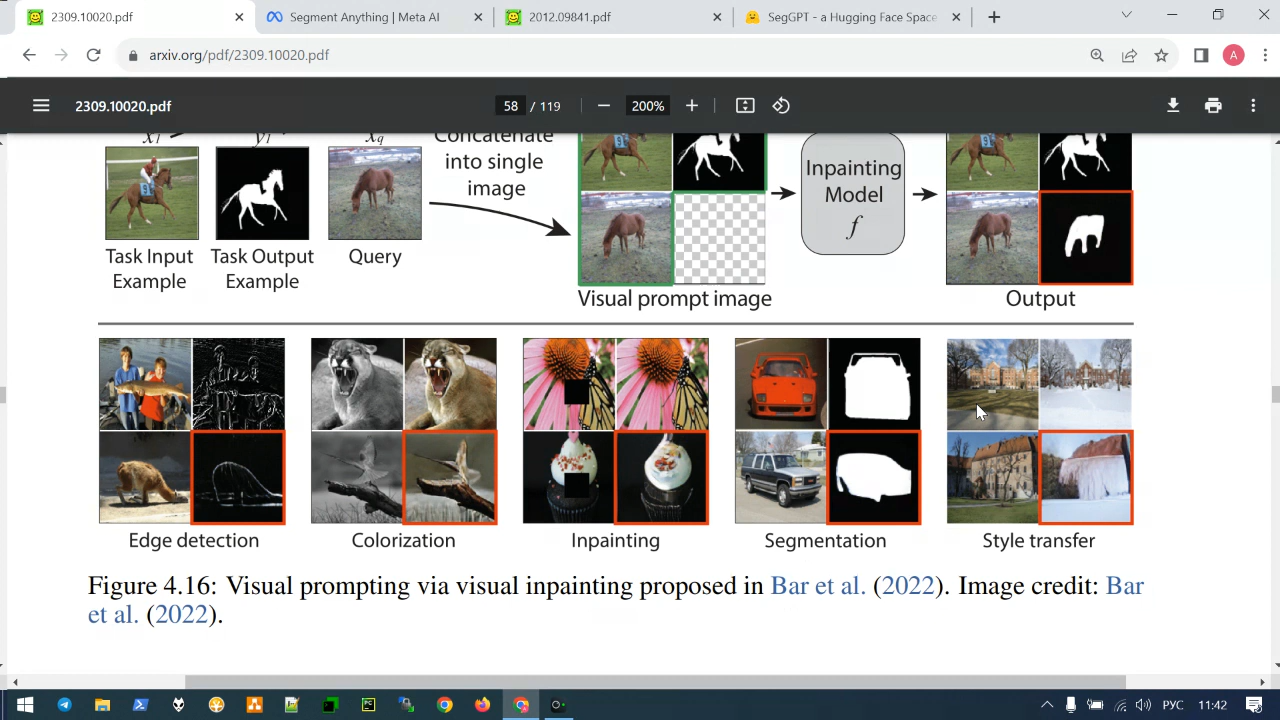 2309.10020.pdf
Segment Anything | Meta AI
2012.09841.pdf
SegGPT - a Hugging Face Space
arxiv.org/pdf/2309.10020.pdf
A
2309.10020.pdf
58 / 119
200%
Concatenate
into single
image
Task Input
Example
Task Output
Example
Query
Visual prompt image
Inpainting
Model
f
Output
Edge detection
Colorization
Inpainting
Segmentation
Style transfer
Figure 4.16: Visual prompting via visual inpainting proposed in Bar et al. (2022). Image credit: Bar
et al. (2022).
РУС
11:42